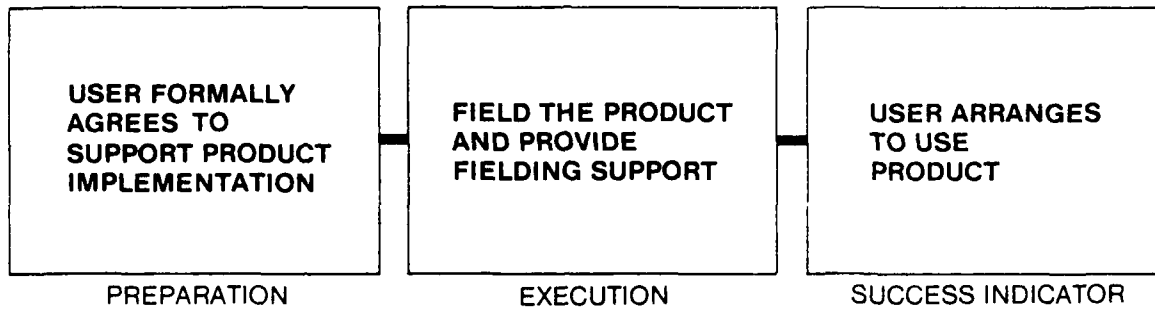 USER FORMALLY
AGREES TO
SUPPORT PRODUCT
IMPLEMENTATION
FIELD THE PRODUCT
AND PROVIDE
FIELDING SUPPORT
USER ARRANGES
TO USE
PRODUCT
PREPARATION
EXECUTION
SUCCESS INDICATOR